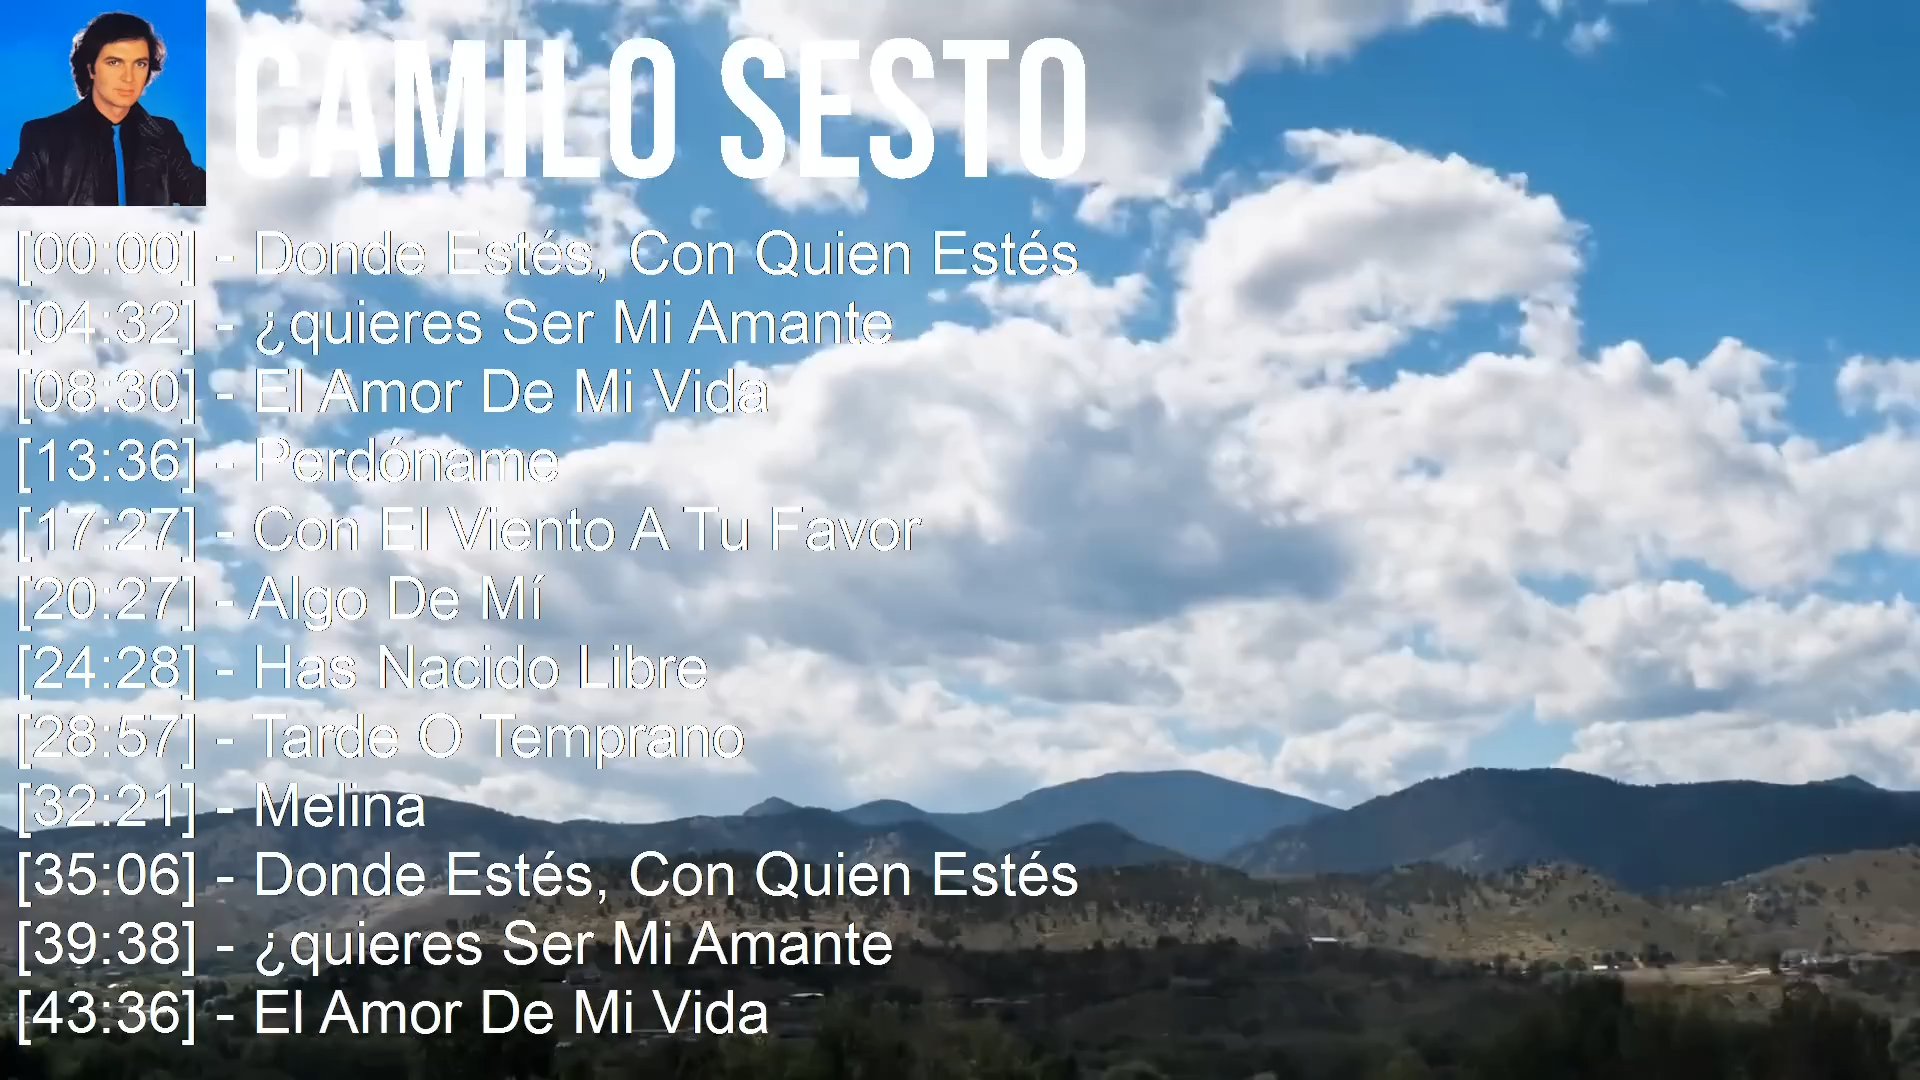 CAMILO SESTO
[00:00] - Donde Estés, Con Quien Estés
[04:32] - ¿quieres Ser Mi Amante
[08:30] - El Amor De Mi Vida
[13:36] - Perdóname
[17:27] - Con El Viento A Tu Favor
[20:27] - Algo De Mí
[24:28] - Has Nacido Libre
[28:57] - Tarde O Temprano
[32:21] - Melina
[35:06] - Donde Estés, Con Quien Estés
[39:38] - ¿quieres Ser Mi Amante
[43:36] - El Amor De Mi Vida